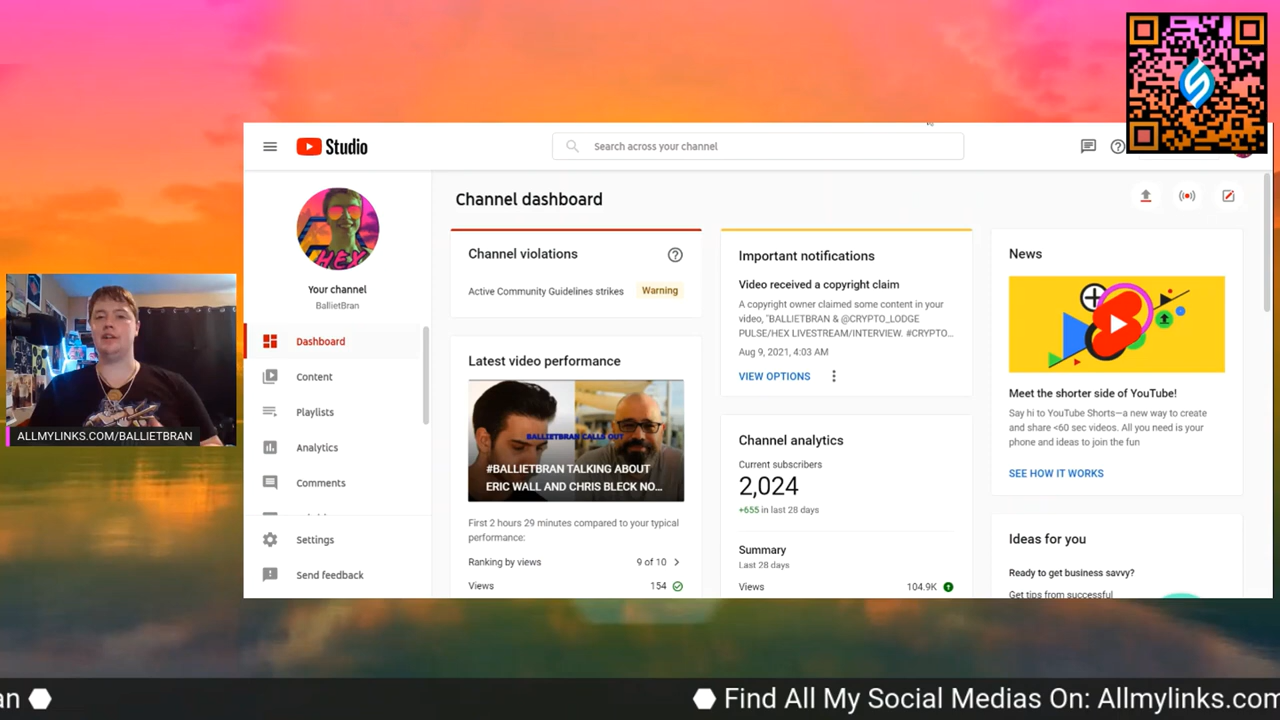 Studio
Search across your channel
Channel dashboard
HEX
Your channel
BallietBran
Dashboard
Content
Playlists
Analytics
Comments
Settings
Send feedback
Channel violations
Active Community Guidelines strikes
Warning
Latest video performance
BALLIETBRAN CALLS OUT
#BALLIETBRAN TALKING ABOUT
ERIC WALL AND CHRIS BLECK NO...
First 2 hours 29 minutes compared to your typical
performance:
Ranking by views
9 of 10
Views
154
Important notifications
Video received a copyright claim
A copyright owner claimed some content in your
video, "BALLIETBRAN & @CRYPTO_LODGE
PULSE/HEX LIVESTREAM/INTERVIEW. #CRYPTO...
Aug 9, 2021, 4:03 AM
VIEW OPTIONS
Channel analytics
Current subscribers
2,024
+655 in last 28 days
Summary
Last 28 days
Views
104.9K
News
Meet the shorter side of YouTube!
Say hi to YouTube Shorts—a new way to create
and share <60 sec videos. All you need is your
phone and ideas to join the fun
SEE HOW IT WORKS
Ideas for you
Ready to get business savvy?
Get tips from successful
ALLMYLINKS.COM/BALLIETBRAN
an
Find All My Social Medias On: Allmylinks.com